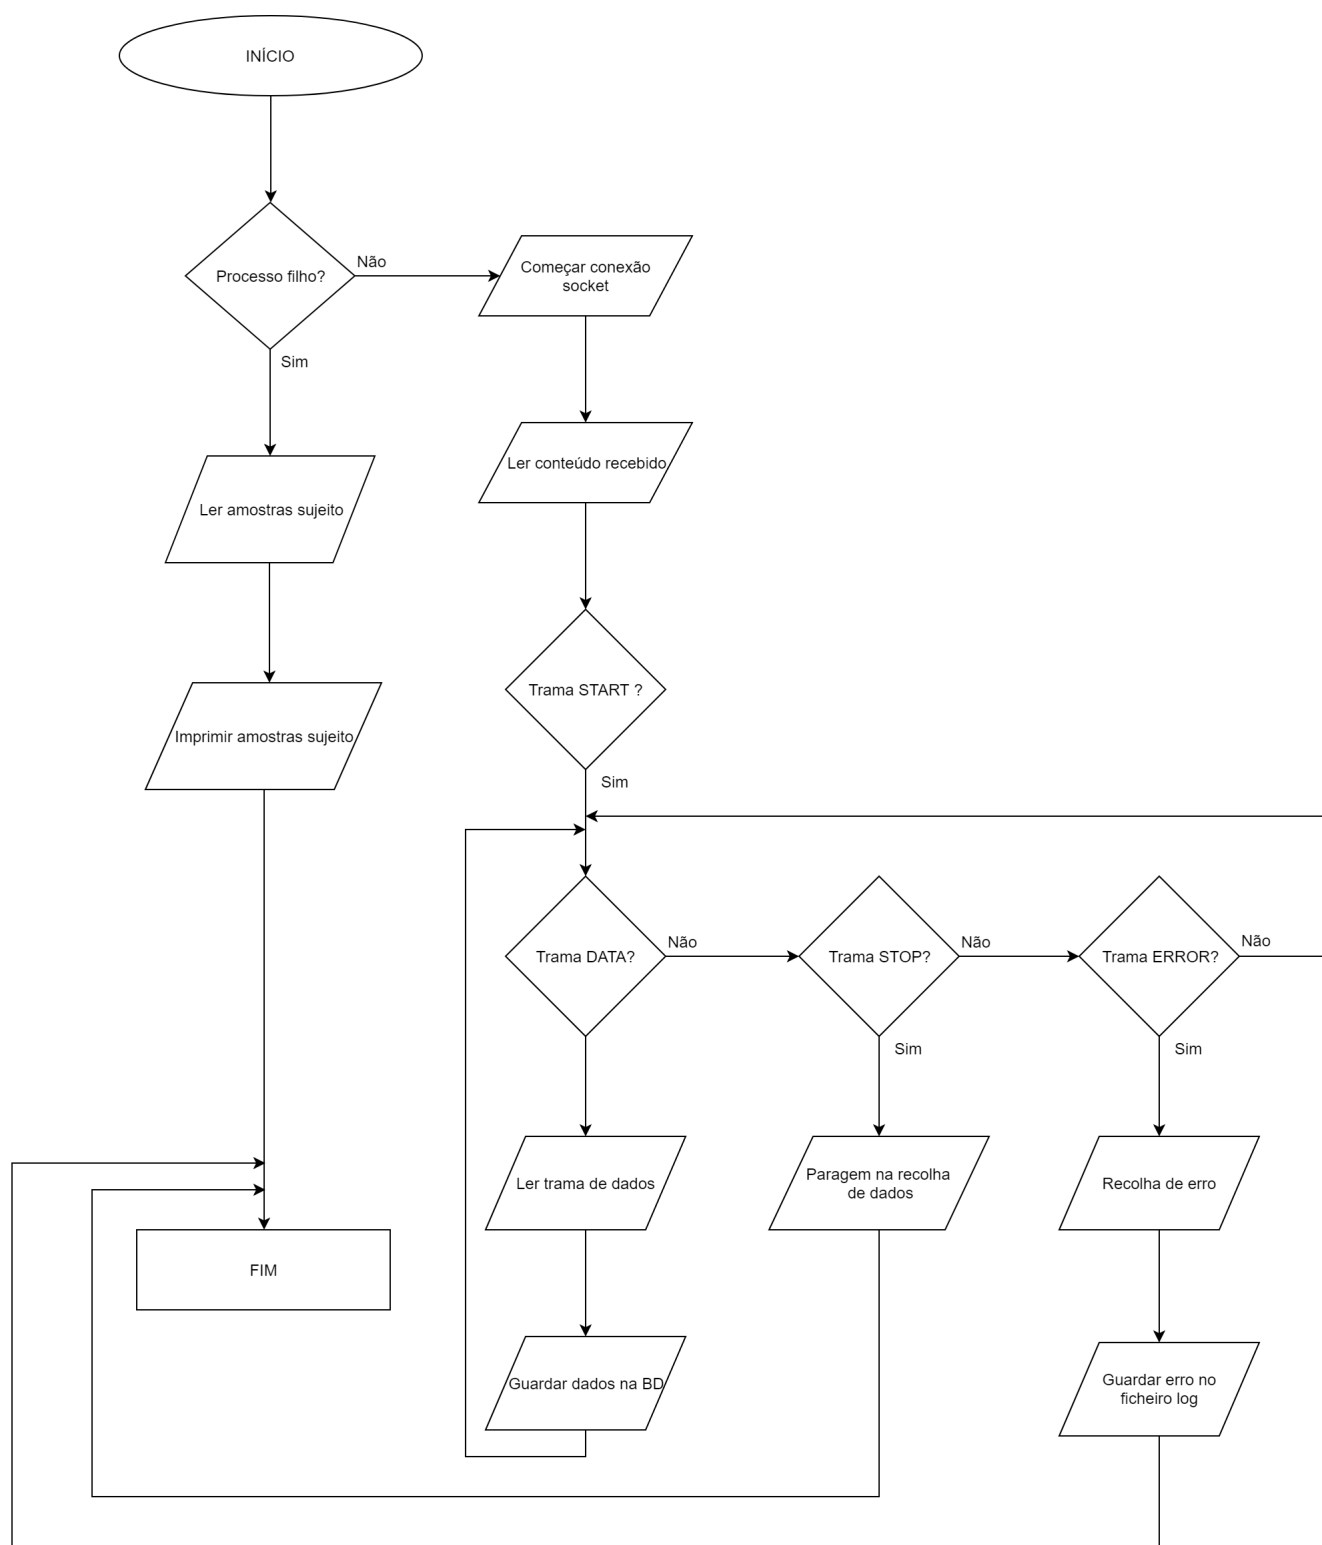 INÍCIO
Processo filho?
Não
Começar conexão
socket
Sim
Ler conteúdo recebido
Ler amostras sujeito
Trama START ?
Imprimir amostras sujeito
Sim
Trama DATA?
Não
Trama STOP?
Não
Trama ERROR?
Não
Sim
Sim
Ler trama de dados
Paragem na recolha
de dados
Recolha de erro
FIM
Guardar dados na BD
Guardar erro no
ficheiro log